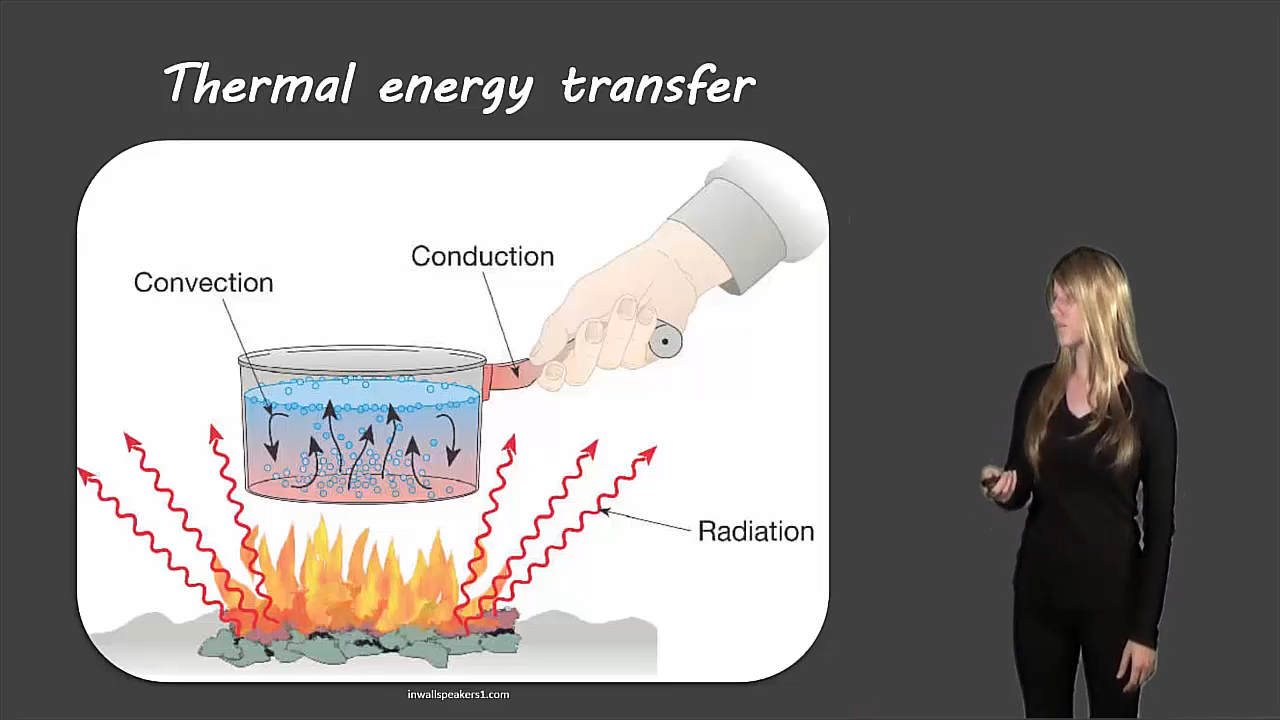 Thermal energy transfer
Conduction
Convection
Radiation
inwallspeakers1.com